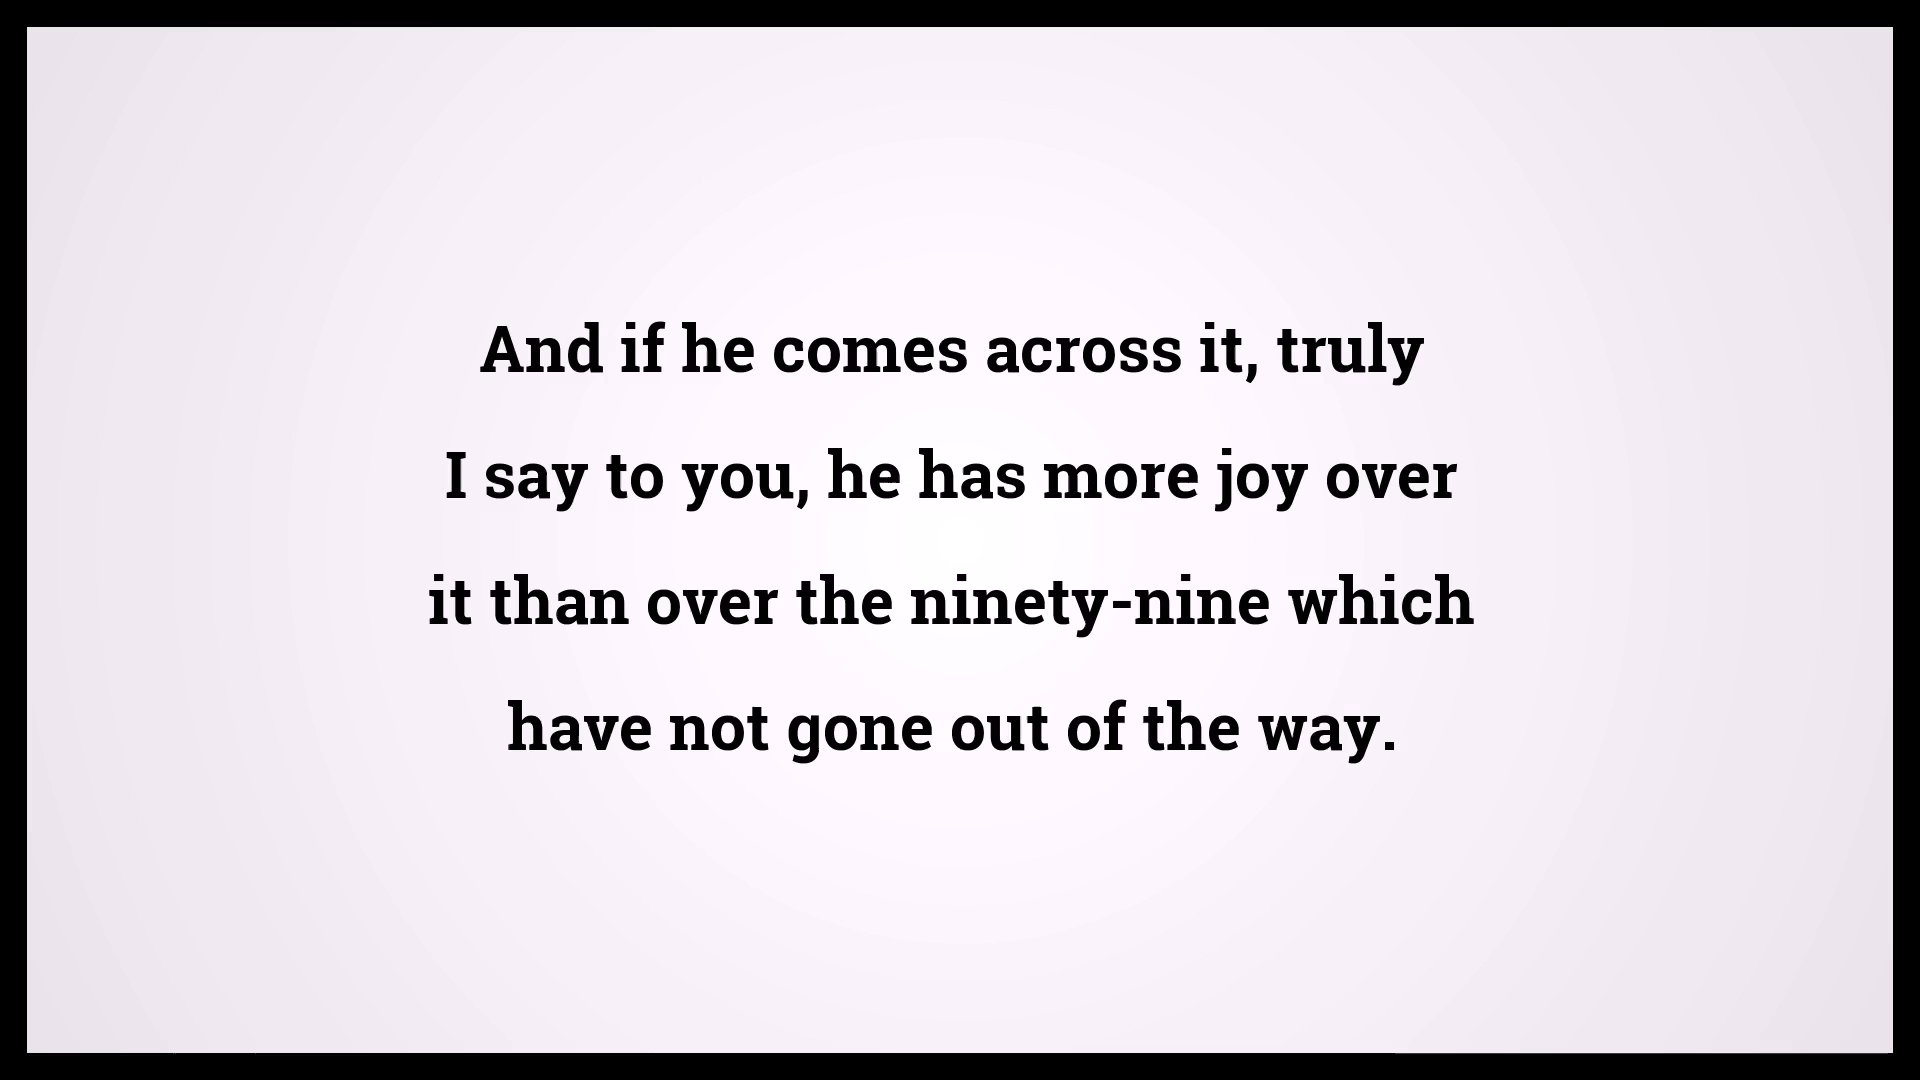 And if he comes across it, truly
I say to you, he has more joy over
it than over the ninety-nine which
have not gone out of the way.